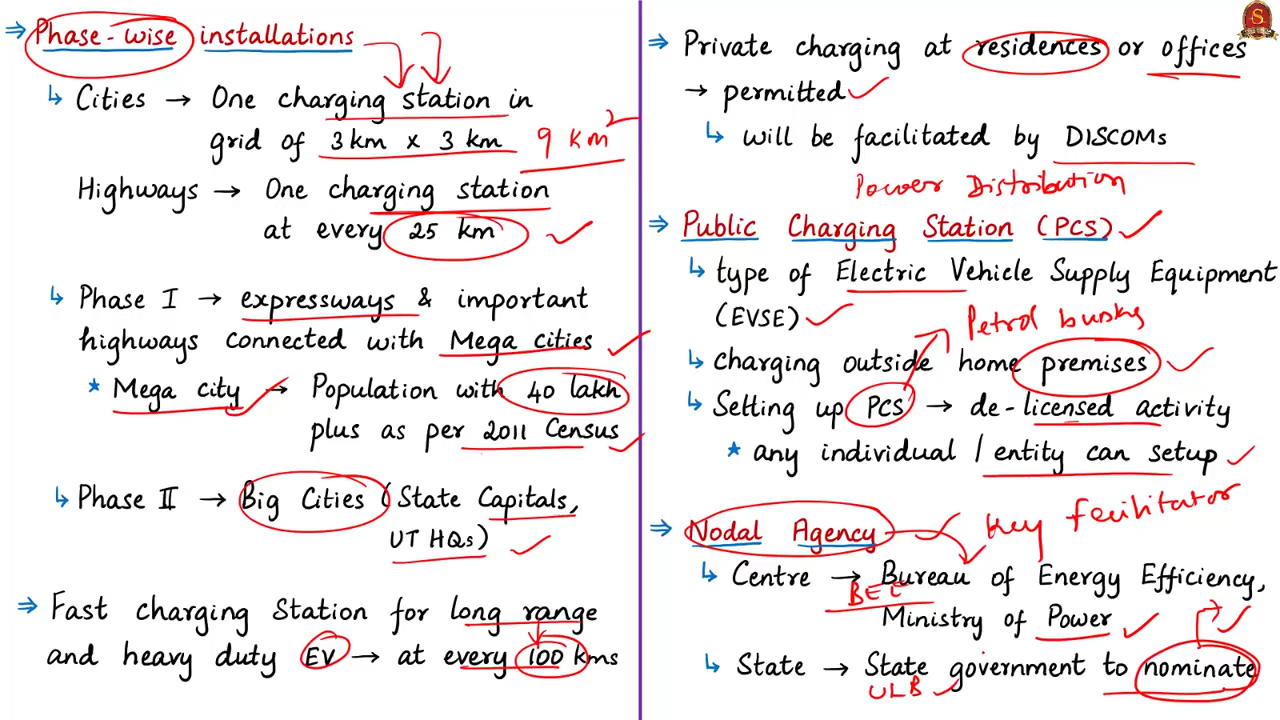 ⇒ Phase-wise installations
↳ Cities → One charging station in
grid of 3km x 3 km 9 km²
Highways → One charging station
at every 25 km
↳ Phase I → expressways & important
highways connected with Mega cities
* Mega city → Population with 40 lakh
plus as per 2011 Census
↳ Phase II → Big Cities (State Capitals,
UT HQs)
⇒ Fast charging Station for long range
and heavy duty EV → at every 100 kms
⇒ Private charging at residences or offices
→ permitted
↳ will be facilitated by DISCOMs
Power Distribution
⇒ Public Charging Station (PCS)
↳ type of Electric Vehicle Supply Equipment
(EVSE)
Petrol bunks
↳ charging outside home premises
↳ Setting up PCS → de-licensed activity
* any individual / entity can setup
⇒ Nodal Agency
Key facilitator
↳ Centre → Bureau of Energy Efficiency,
BEE
Ministry of Power
↳ State → State government to nominate
ULB
S